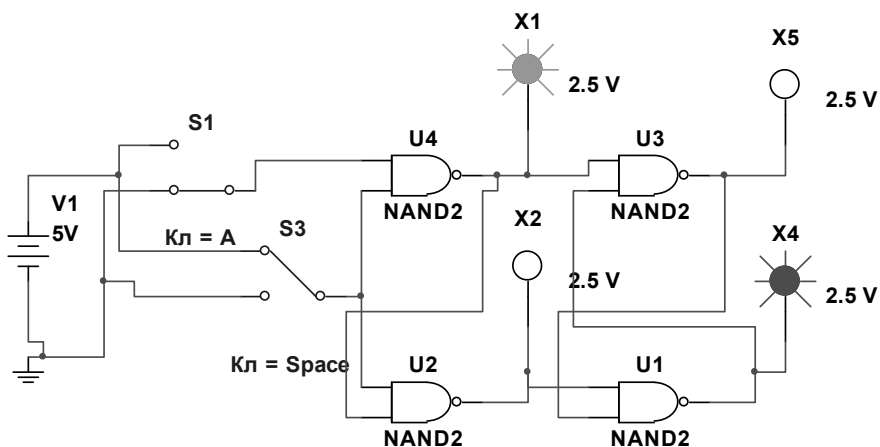 X1
X5
2.5 V
2.5 V
S1
U4
U3
V1
5V
NAND2
NAND2
Кл = A
S3
X2
X4
2.5 V
2.5 V
Кл = Space
U2
U1
NAND2
NAND2